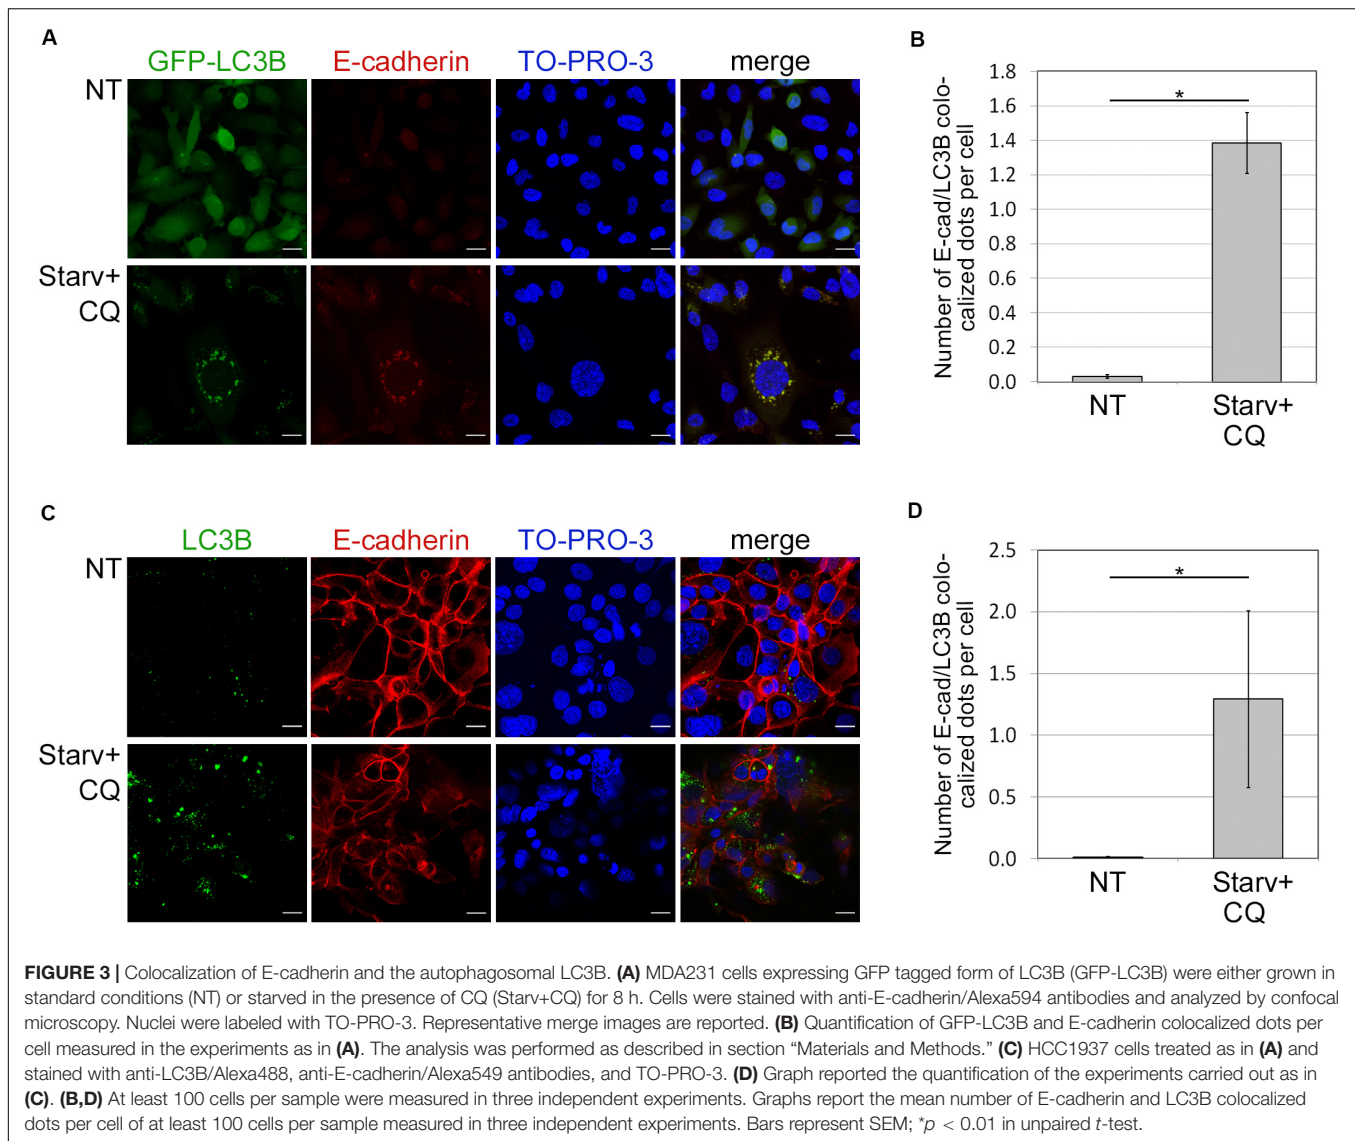 A
GFP-LC3B E-cadherin TO-PRO-3 merge
NT
Starv+
CQ
B
Number of E-cad/LC3B colo-
calized dots per cell
1.8
1.6
1.4
1.2
1.0
0.8
0.6
0.4
0.2
0.0
*
NT Starv+
CQ
C
LC3B E-cadherin TO-PRO-3 merge
NT
Starv+
CQ
D
Number of E-cad/LC3B colo-
calized dots per cell
2.5
2.0
1.5
1.0
0.5
0.0
*
NT Starv+
CQ
FIGURE 3 | Colocalization of E-cadherin and the autophagosomal LC3B. (A) MDA231 cells expressing GFP tagged form of LC3B (GFP-LC3B) were either grown in
standard conditions (NT) or starved in the presence of CQ (Starv+CQ) for 8 h. Cells were stained with anti-E-cadherin/Alexa594 antibodies and analyzed by confocal
microscopy. Nuclei were labeled with TO-PRO-3. Representative merge images are reported. (B) Quantification of GFP-LC3B and E-cadherin colocalized dots per
cell measured in the experiments as in (A). The analysis was performed as described in section “Materials and Methods.” (C) HCC1937 cells treated as in (A) and
stained with anti-LC3B/Alexa488, anti-E-cadherin/Alexa549 antibodies, and TO-PRO-3. (D) Graph reported the quantification of the experiments carried out as in
(C). (B,D) At least 100 cells per sample were measured in three independent experiments. Graphs report the mean number of E-cadherin and LC3B colocalized
dots per cell of at least 100 cells per sample measured in three independent experiments. Bars represent SEM; *p < 0.01 in unpaired t-test.